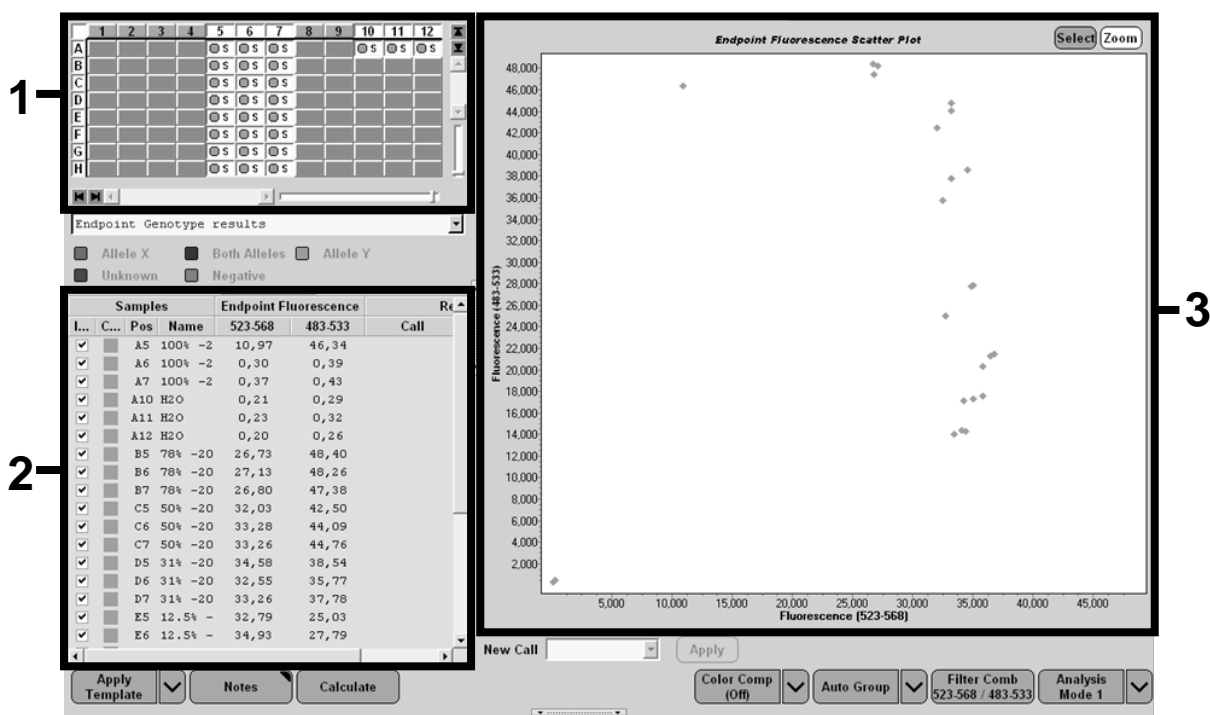 1
1 2 3 4 5 6 7 8 9 10 11 12
A S S S S S S
B S S S
C S S S
D S S S
E S S S
F S S S
G S S S
H S S S
Endpoint Genotype results
Allele X Both Alleles Allele Y
Unknown Negative
2
Samples Endpoint Fluorescence Re
I... C... Pos Name 523-568 483-533 Call
A5 100% -2 10,97 46,34
A6 100% -2 0,30 0,39
A7 100% -2 0,37 0,43
A10 H2O 0,21 0,29
A11 H2O 0,23 0,32
A12 H2O 0,20 0,26
B5 78% -20 26,73 48,40
B6 78% -20 27,13 48,26
B7 78% -20 26,80 47,38
C5 50% -20 32,03 42,50
C6 50% -20 33,28 44,09
C7 50% -20 33,26 44,76
D5 31% -20 34,58 38,54
D6 31% -20 32,55 35,77
D7 31% -20 33,26 37,78
E5 12.5% - 32,79 25,03
E6 12.5% - 34,93 27,79
3
Endpoint Fluorescence Scatter Plot
Select Zoom
48,000
46,000
44,000
42,000
40,000
38,000
36,000
34,000
32,000
30,000
28,000
26,000
24,000
22,000
20,000
18,000
16,000
14,000
12,000
10,000
8,000
6,000
4,000
2,000
Fluorescence (483-533)
5,000 10,000 15,000 20,000 25,000 30,000 35,000 40,000 45,000
Fluorescence (523-568)
New Call Apply
Apply Template Notes Calculate
Color Comp (Off) Auto Group Filter Comb 523-568 / 483-533 Analysis Mode 1